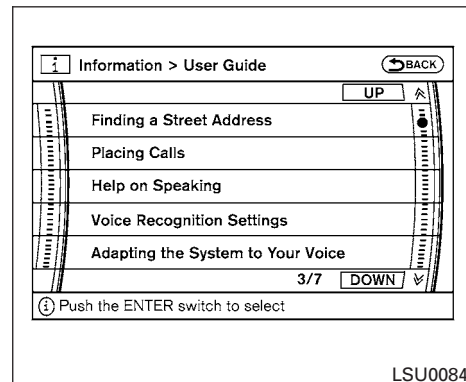 i Information > User Guide BACK
UP
Finding a Street Address
Placing Calls
Help on Speaking
Voice Recognition Settings
Adapting the System to Your Voice
3/7 DOWN
i Push the ENTER switch to select
LSU0084